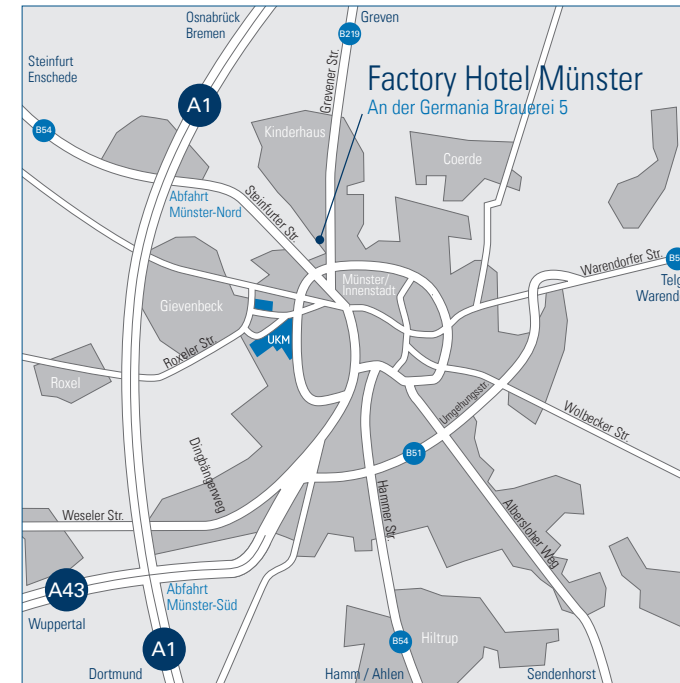 Osnabrück
Bremen
Greven
B219
Steinfurt
Enschede
Grevener Str.
Factory Hotel Münster
An der Germania Brauerei 5
A1
B54
Kinderhaus
Coerde
Abfahrt
Münster-Nord
Steinfurter Str.
Warendorfer Str.
B5
Telg
Warend
Münster/
Innenstadt
Gievenbeck
UKM
Roxeler Str.
Roxel
Umgehungsstr.
Wolbecker Str.
Dingbängerweg
B51
Weseler Str.
Hammer Str.
Albersloher Weg
A43
Abfahrt
Münster-Süd
Wuppertal
A1
B54
Hiltrup
Dortmund
Hamm / Ahlen
Sendenhorst